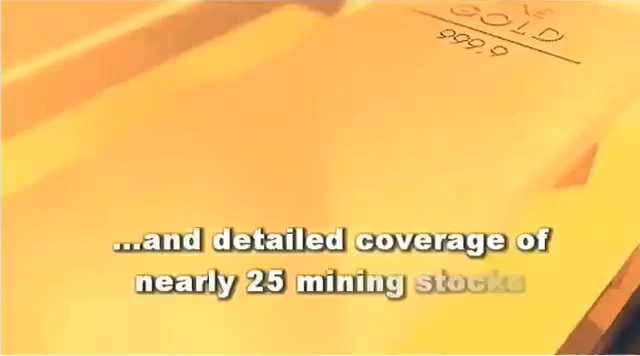 GOLD
999,9
...and detailed coverage of
nearly 25 mining stocks